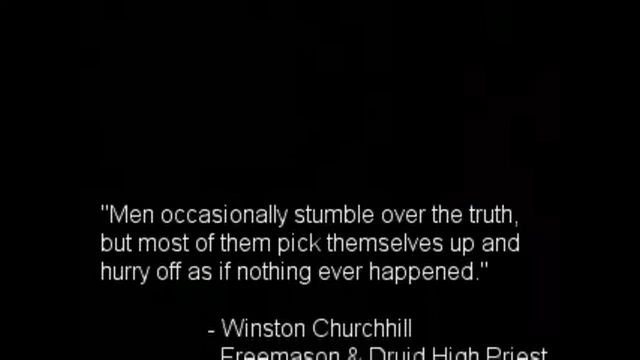 "Men occasionally stumble over the truth,
but most of them pick themselves up and
hurry off as if nothing ever happened."
- Winston Churchhill
Freemason & Druid High Priest